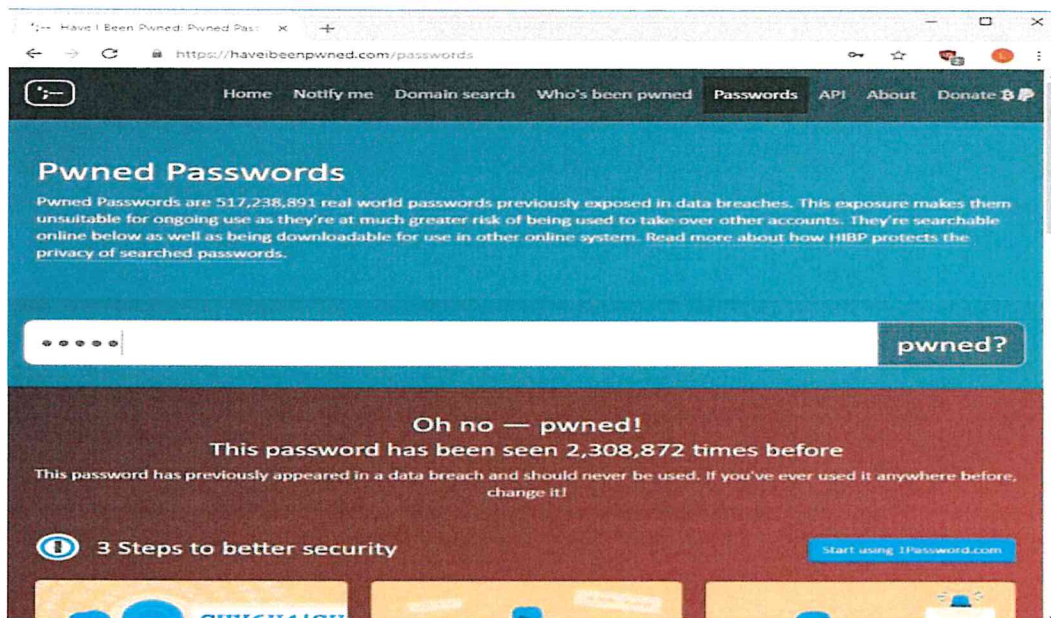 ';-- Have I Been Pwned: Pwned Pass
https://haveibeenpwned.com/passwords
';--
Home Notify me Domain search Who's been pwned Passwords API About Donate
Pwned Passwords
Pwned Passwords are 517,238,891 real world passwords previously exposed in data breaches. This exposure makes them
unsuitable for ongoing use as they're at much greater risk of being used to take over other accounts. They're searchable
online below as well as being downloadable for use in other online system. Read more about how HIBP protects the
privacy of searched passwords.
pwned?
Oh no — pwned!
This password has been seen 2,308,872 times before
This password has previously appeared in a data breach and should never be used. If you've ever used it anywhere before,
change it!
3 Steps to better security
Start using 1Password.com